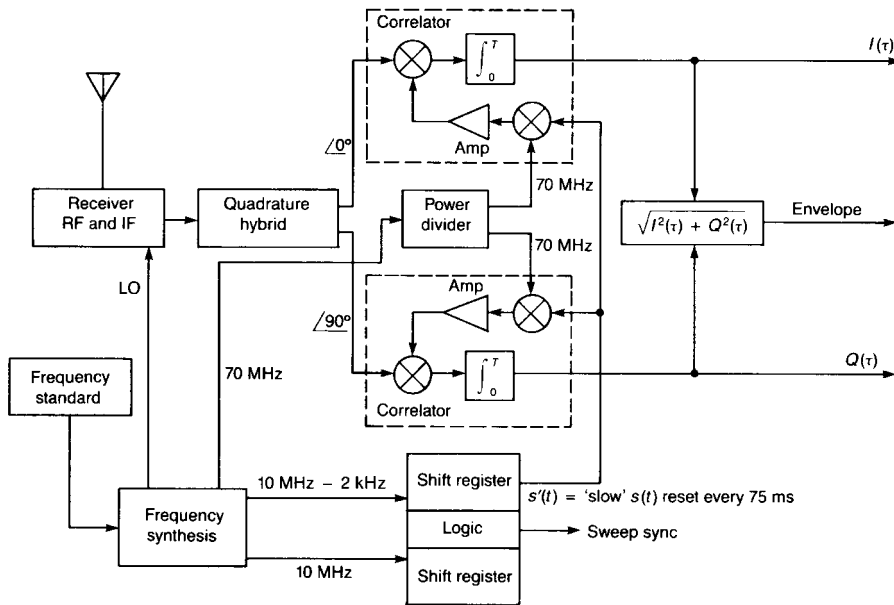 Correlator
∫₀ᵀ
I(τ)
Amp
∠0°
70 MHz
Receiver
RF and IF
Quadrature
hybrid
Power
divider
√I²(τ) + Q²(τ)
Envelope
70 MHz
LO
Amp
∠90°
70 MHz
Frequency
standard
∫₀ᵀ
Q(τ)
Correlator
10 MHz – 2 kHz
Shift register
s′(t) = ‘slow’ s(t) reset every 75 ms
Frequency
synthesis
Logic
Sweep sync
10 MHz
Shift register